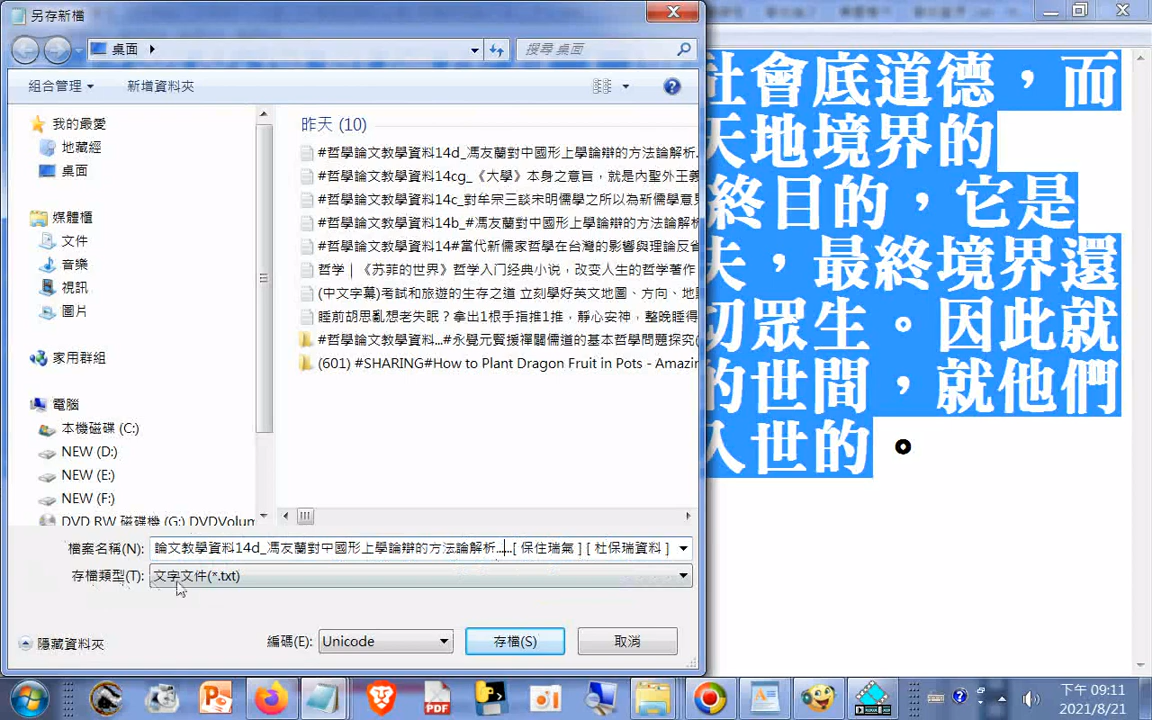 另存新檔
桌面
搜尋 桌面
組合管理
新增資料夾
我的最愛
地藏經
桌面
媒體櫃
文件
音樂
視訊
圖片
家用群組
電腦
本機磁碟 (C:)
NEW (D:)
NEW (E:)
NEW (F:)
DVD RW 磁碟機 (G:) DVDVolum
昨天 (10)
#哲學論文教學資料14d_馮友蘭對中國形上學論辯的方法論解析.
#哲學論文教學資料14cg_《大學》本身之意旨，就是內聖外王義
#哲學論文教學資料14c_對牟宗三談宋明儒學之所以為新儒學意
#哲學論文教學資料14b_#馮友蘭對中國形上學論辯的方法論解析
#哲學論文教學資料14#當代新儒家哲學在台灣的影響與理論反省
哲学｜《苏菲的世界》哲学入门经典小说，改变人生的哲学著作
(中文字幕)考試和旅遊的生存之道 立刻學好英文地圖、方向、地
睡前胡思亂想老失眠？拿出1根手指推1推，靜心安神，整晚睡得
#哲學論文教學資料...#永覺元賢援禪闢儒道的基本哲學問題探究(
(601) #SHARING#How to Plant Dragon Fruit in Pots - Amazi
檔案名稱(N):
論文教學資料14d_馮友蘭對中國形上學論辯的方法論解析.....[ 保住瑞氣 ] [ 杜保瑞資料 ]
存檔類型(T):
文字文件(*.txt)
隱藏資料夾
編碼(E):
Unicode
存檔(S)
取消
社會底道德，而
天地境界的
終目的，它是
夫，最終境界還
切眾生。因此就
的世間，就他們
入世的。
下午 09:11
2021/8/21